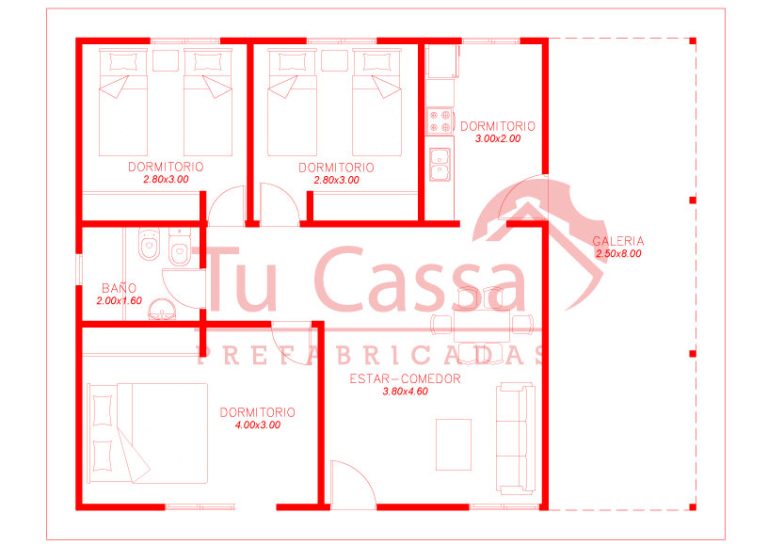 DORMITORIO
2.80x3.00
DORMITORIO
2.80x3.00
DORMITORIO
3.00x2.00
GALERIA
2.50x8.00
BAÑO
2.00x1.60
Tu Cassa
PREFABRICADAS
ESTAR-COMEDOR
3.80x4.60
DORMITORIO
4.00x3.00